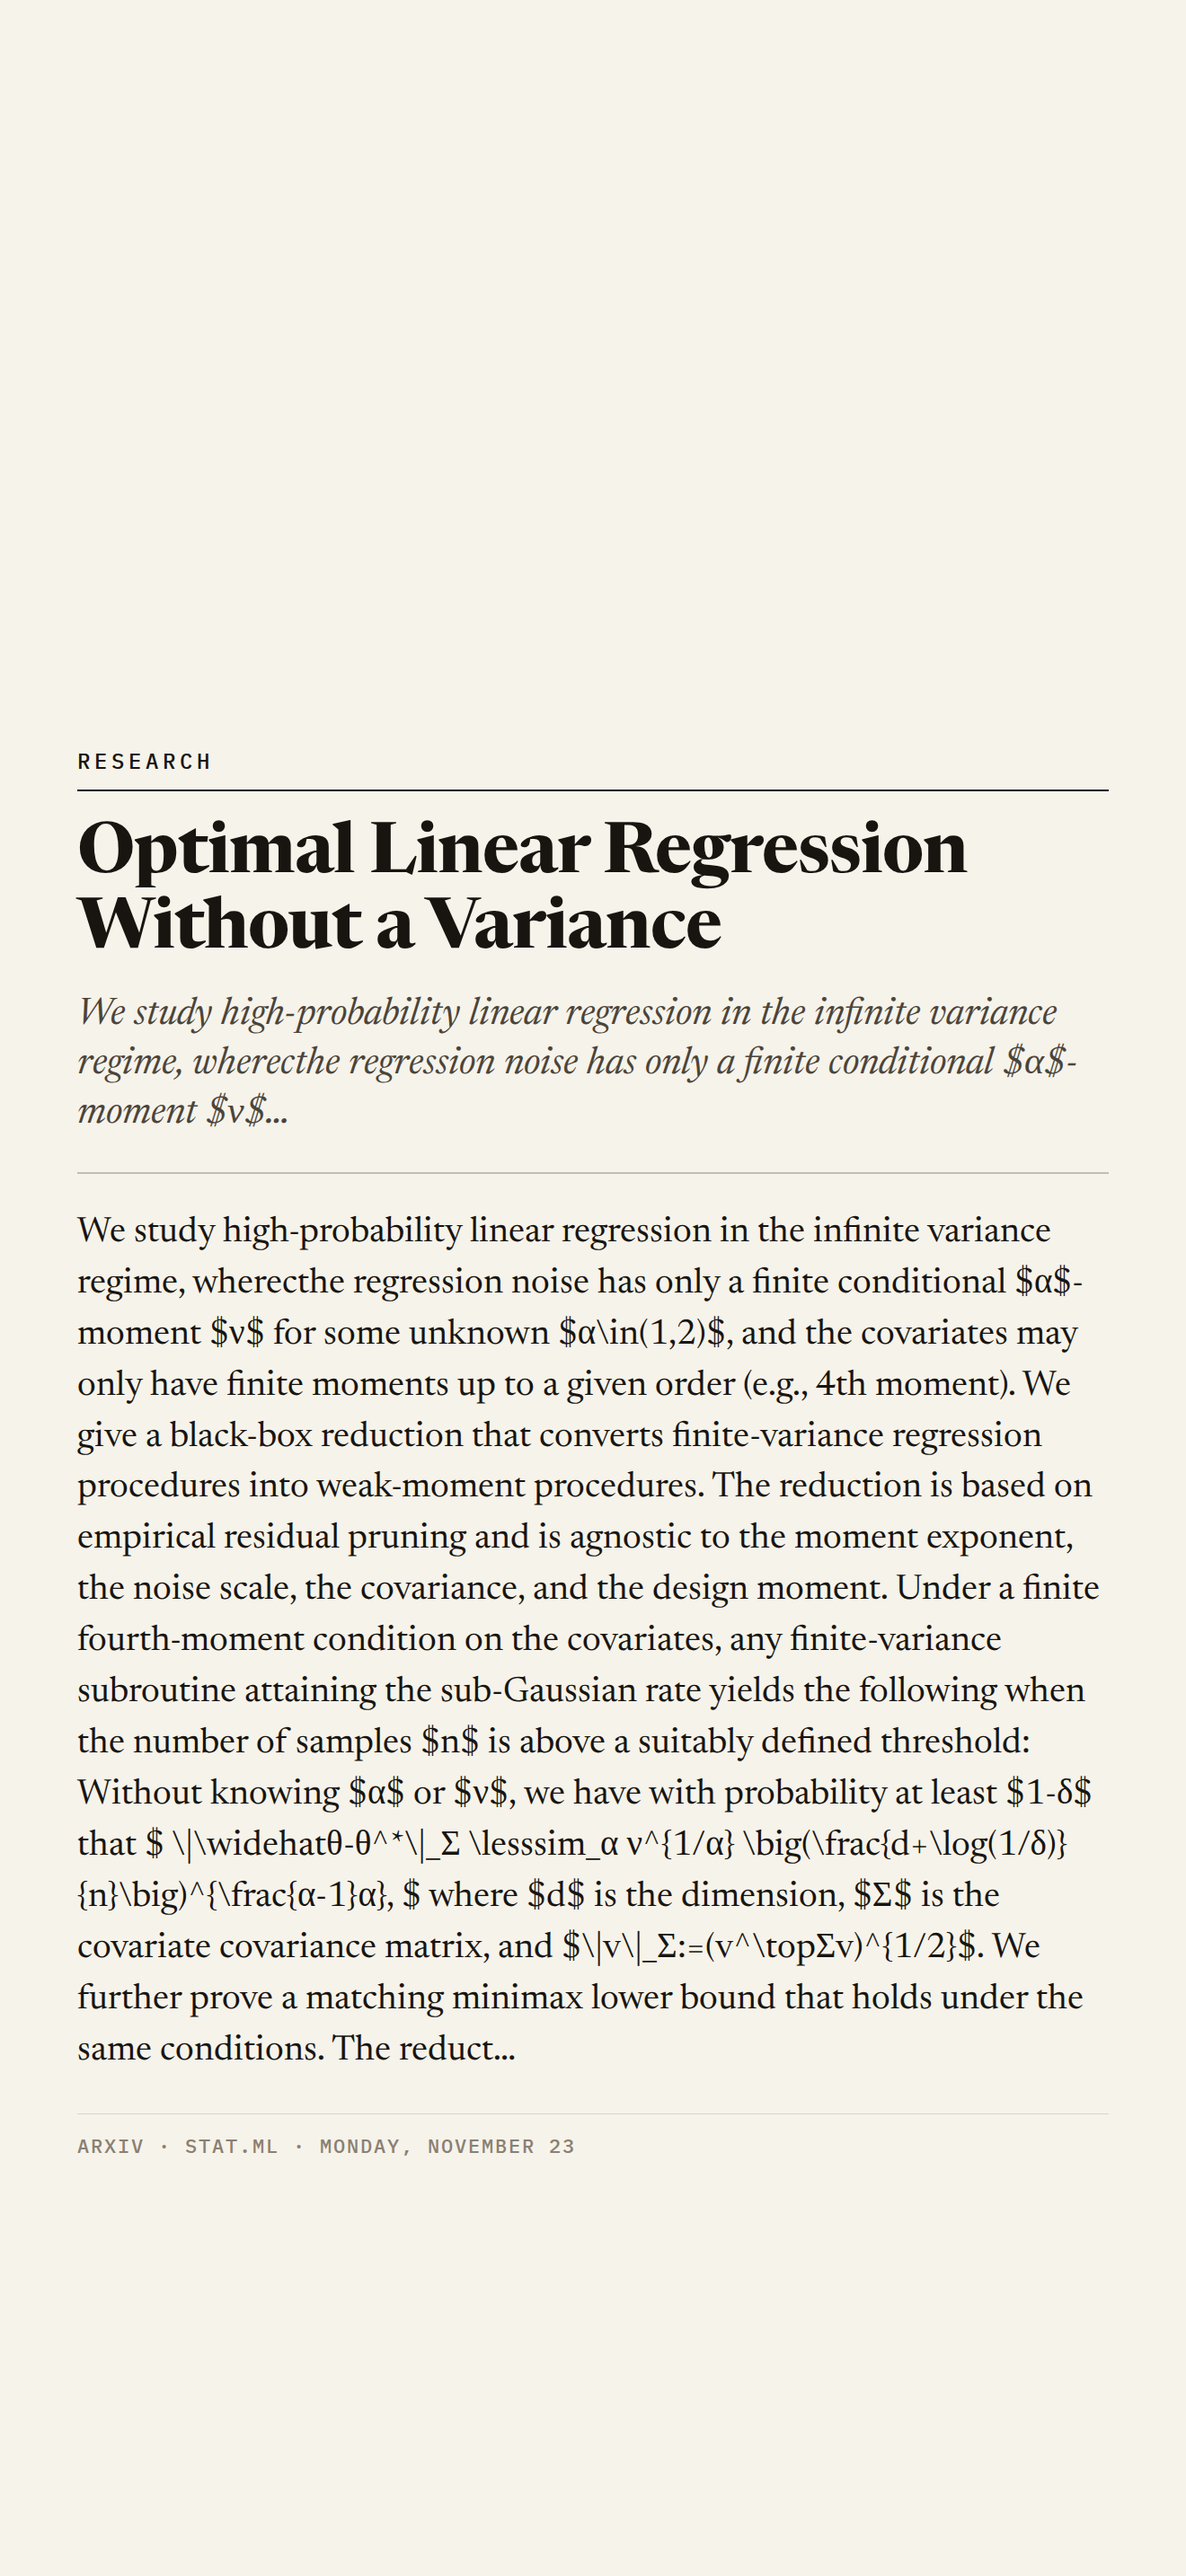 RESEARCH
Optimal Linear Regression
Without a Variance
We study high-probability linear regression in the infinite variance
regime, wherecthe regression noise has only a finite conditional $α$-
moment $ν$...
We study high-probability linear regression in the infinite variance
regime, wherecthe regression noise has only a finite conditional $α$-
moment $ν$ for some unknown $α\in(1,2)$, and the covariates may
only have finite moments up to a given order (e.g., 4th moment). We
give a black-box reduction that converts finite-variance regression
procedures into weak-moment procedures. The reduction is based on
empirical residual pruning and is agnostic to the moment exponent,
the noise scale, the covariance, and the design moment. Under a finite
fourth-moment condition on the covariates, any finite-variance
subroutine attaining the sub-Gaussian rate yields the following when
the number of samples $n$ is above a suitably defined threshold:
Without knowing $α$ or $ν$, we have with probability at least $1-δ$
that $ \|\widehatθ-θ^*\|_Σ \lesssim_α ν^{1/α} \big(\frac{d+\log(1/δ)}
{n}\big)^{\frac{α-1}α}, $ where $d$ is the dimension, $Σ$ is the
covariate covariance matrix, and $\|v\|_Σ:=(v^\topΣv)^{1/2}$. We
further prove a matching minimax lower bound that holds under the
same conditions. The reduct...
ARXIV · STAT.ML · MONDAY, NOVEMBER 23